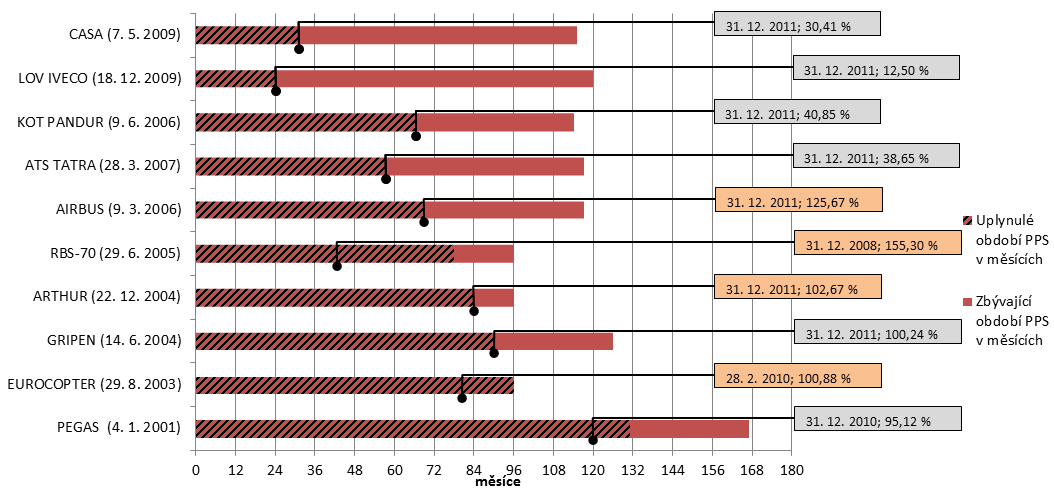 CASA (7. 5. 2009)
31. 12. 2011; 30,41 %
LOV IVECO (18. 12. 2009)
31. 12. 2011; 12,50 %
KOT PANDUR (9. 6. 2006)
31. 12. 2011; 40,85 %
ATS TATRA (28. 3. 2007)
31. 12. 2011; 38,65 %
AIRBUS (9. 3. 2006)
31. 12. 2011; 125,67 %
RBS-70 (29. 6. 2005)
31. 12. 2008; 155,30 %
ARTHUR (22. 12. 2004)
31. 12. 2011; 102,67 %
GRIPEN (14. 6. 2004)
31. 12. 2011; 100,24 %
EUROCOPTER (29. 8. 2003)
28. 2. 2010; 100,88 %
PEGAS (4. 1. 2001)
31. 12. 2010; 95,12 %
0 12 24 36 48 60 72 84 96 108 120 132 144 156 168 180
měsíce
Uplynulé
období PPS
v měsících
Zbývající
období PPS
v měsících